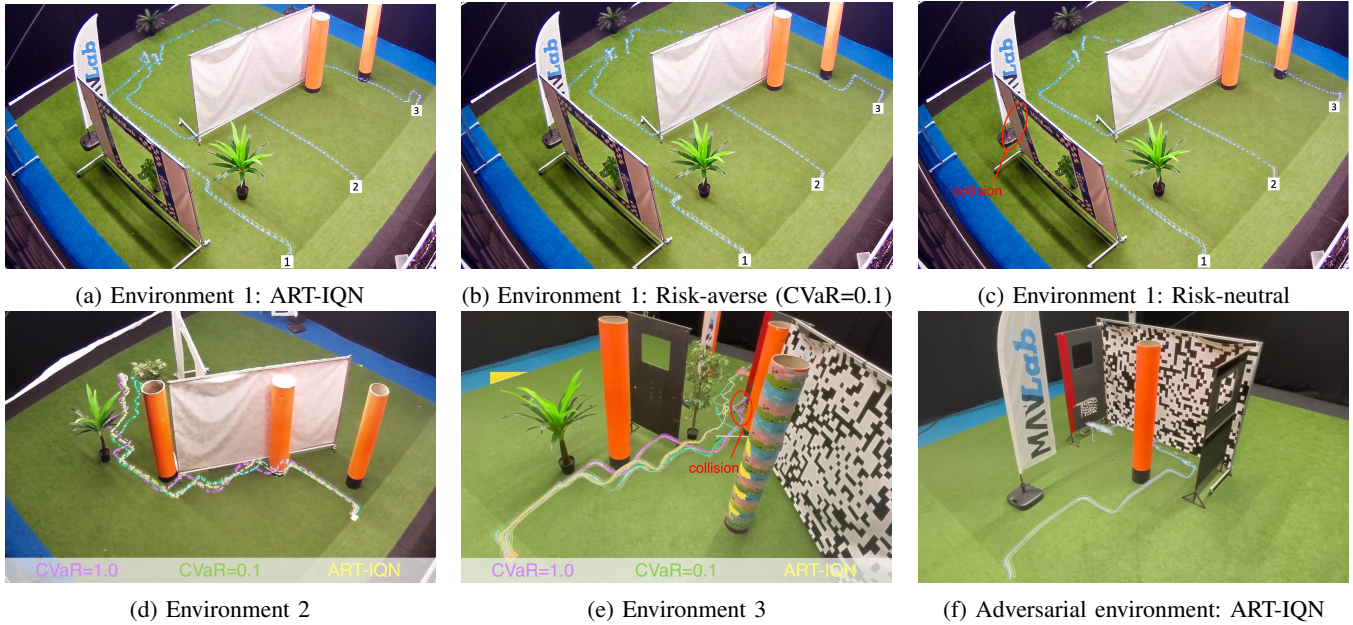 MAVLab
3
2
1
(a) Environment 1: ART-IQN
MAVLab
3
2
1
(b) Environment 1: Risk-averse (CVaR=0.1)
MAVLab
collision
3
2
1
(c) Environment 1: Risk-neutral
CVaR=1.0 CVaR=0.1 ART-IQN
(d) Environment 2
collision
CVaR=1.0 CVaR=0.1 ART-IQN
(e) Environment 3
MAVLab
(f) Adversarial environment: ART-IQN